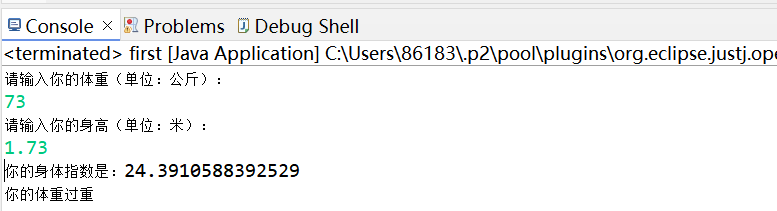 Console × Problems Debug Shell
<terminated> first [Java Application] C:\Users\86183\.p2\pool\plugins\org.eclipse.justj.ope
请输入你的体重（单位：公斤）：
73
请输入你的身高（单位：米）：
1.73
你的身体指数是：24.3910588392529
你的体重过重